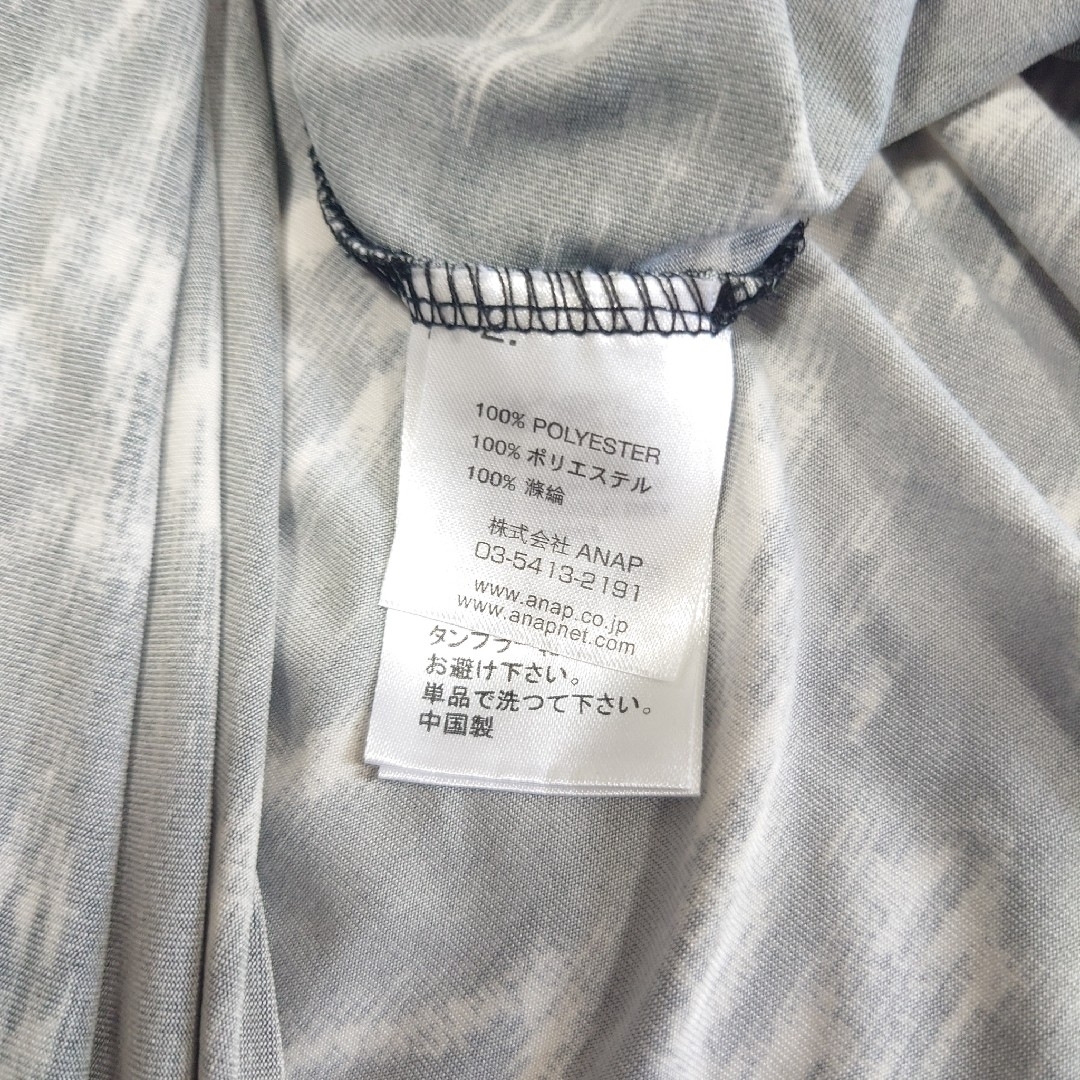 100% POLYESTER
100% ポリエステル
100% 滌綸
株式会社 ANAP
03-5413-2191
www.anap.co.jp
www.anapnet.com
お避け下さい。
単品で洗つて下さい。
中国製